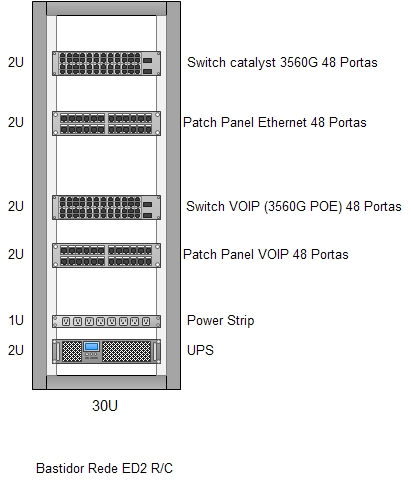 2U Switch catalyst 3560G 48 Portas
2U Patch Panel Ethernet 48 Portas
2U Switch VOIP (3560G POE) 48 Portas
2U Patch Panel VOIP 48 Portas
1U Power Strip
2U UPS
30U
Bastidor Rede ED2 R/C